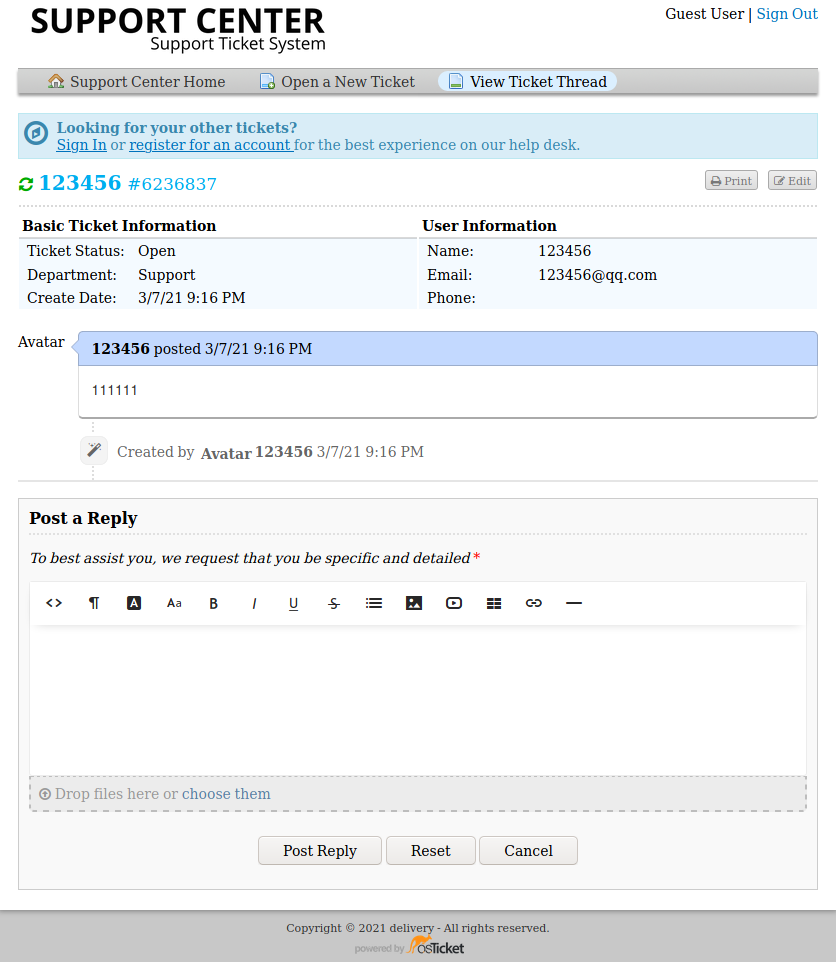 SUPPORT CENTER
Support Ticket System
Guest User | Sign Out
Support Center Home
Open a New Ticket
View Ticket Thread
Looking for your other tickets?
Sign In or register for an account for the best experience on our help desk.
123456 #6236837
Print
Edit
Basic Ticket Information
Ticket Status: Open
Department: Support
Create Date: 3/7/21 9:16 PM
User Information
Name: 123456
Email: 123456@qq.com
Phone:
Avatar
123456 posted 3/7/21 9:16 PM
111111
Created by Avatar 123456 3/7/21 9:16 PM
Post a Reply
To best assist you, we request that you be specific and detailed *
<> ¶ A Aa B I U S
Drop files here or choose them
Post Reply
Reset
Cancel
Copyright © 2021 delivery - All rights reserved.
powered by osTicket